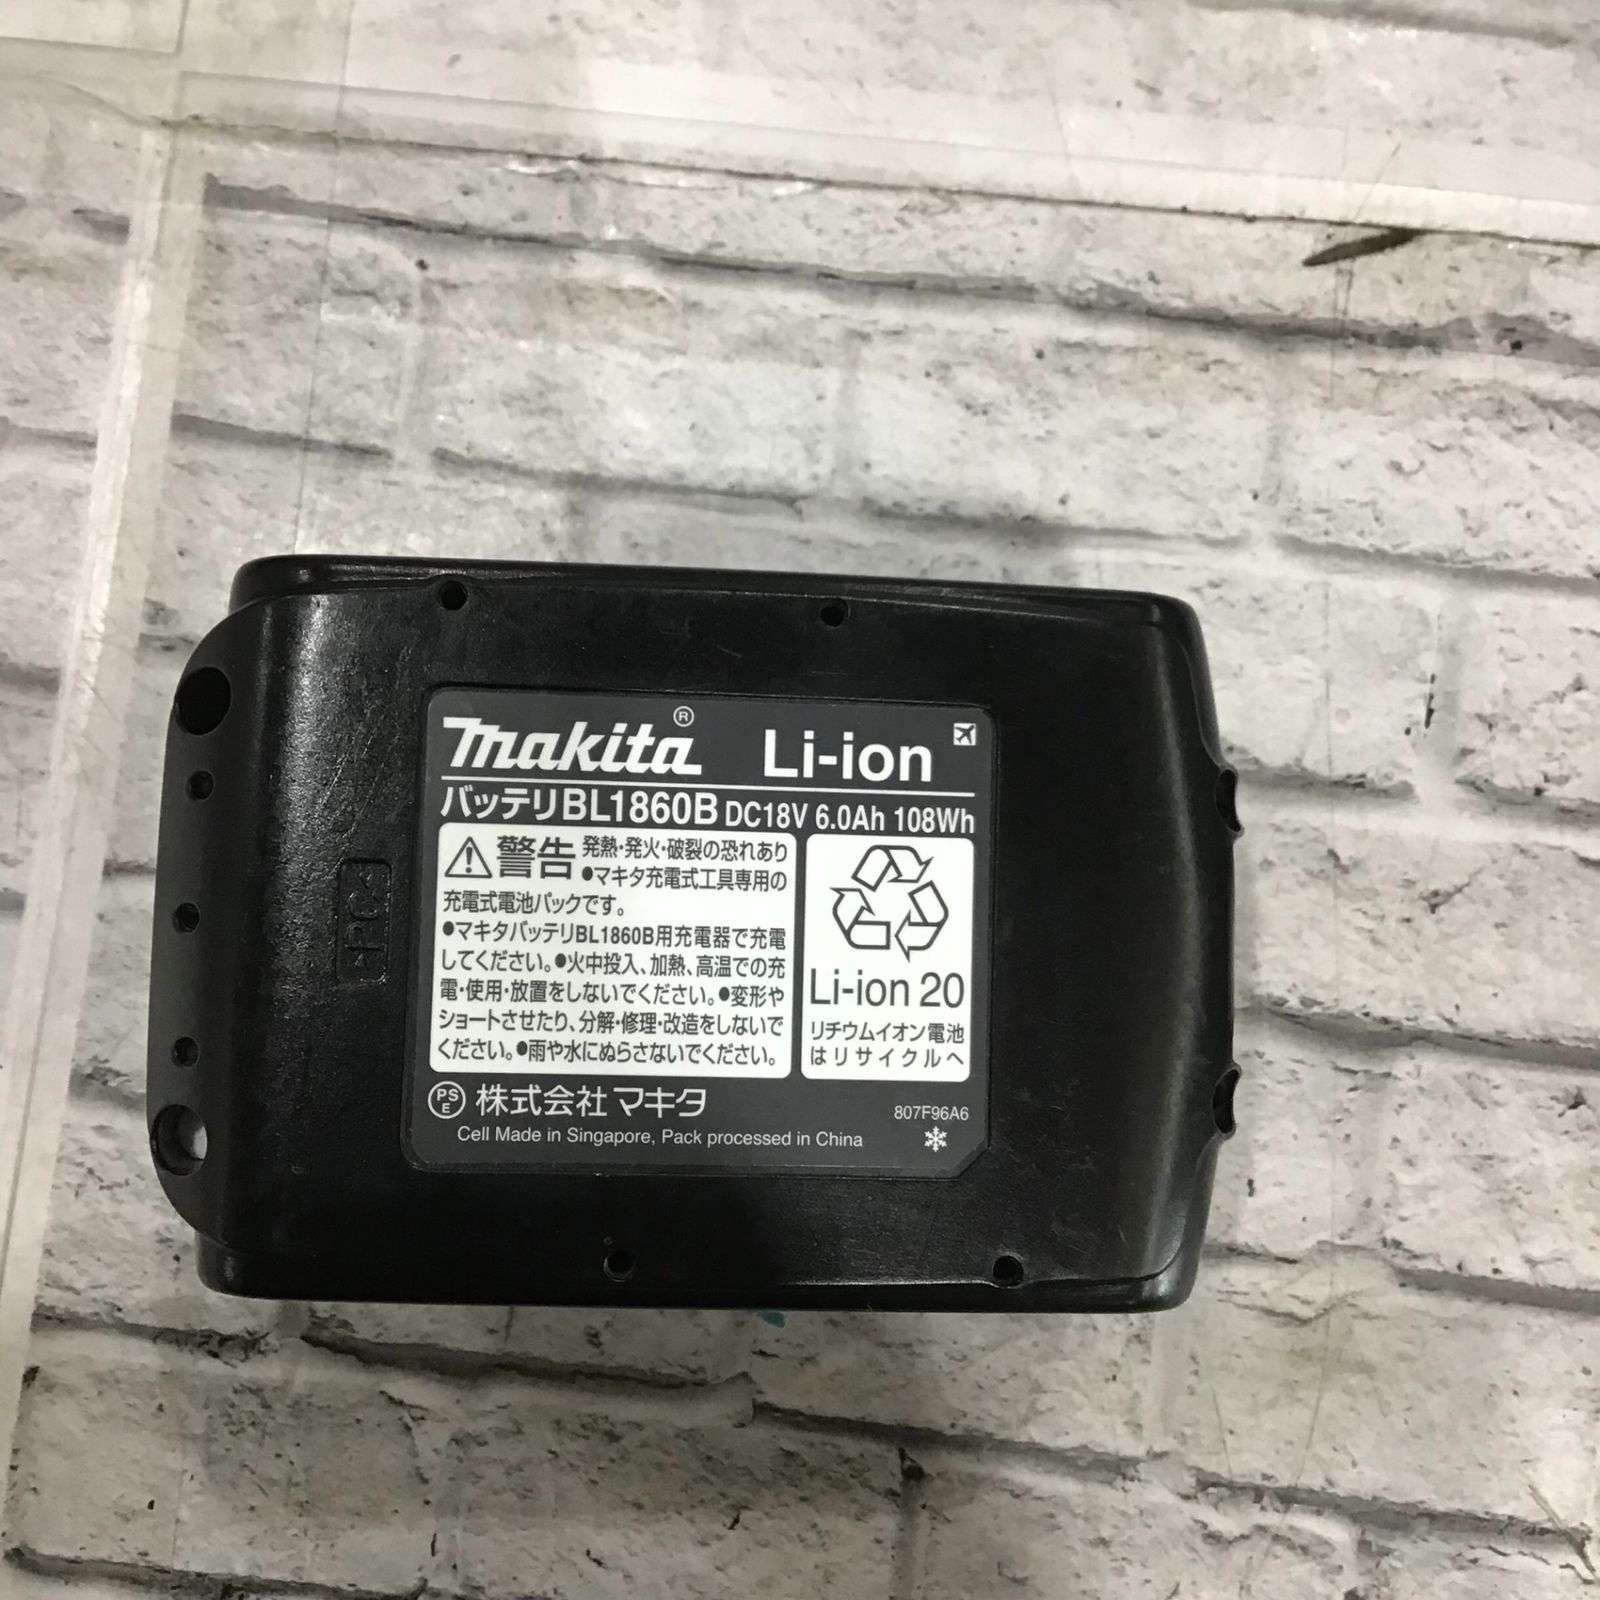 makita® Li-ion
バッテリBL1860B DC18V 6.0Ah 108Wh
警告 発熱・発火・破裂の恐れあり
●マキタ充電式工具専用の
充電式電池パックです。
●マキタバッテリBL1860B用充電器で充電
してください。●火中投入、加熱、高温での充
電・使用・放置をしないでください。●変形や
ショートさせたり、分解・修理・改造をしないで
ください。●雨や水にぬらさないでください。
Li-ion 20
リチウムイオン電池
はリサイクルへ
PS
E
株式会社 マキタ
807F96A6
Cell Made in Singapore, Pack processed in China